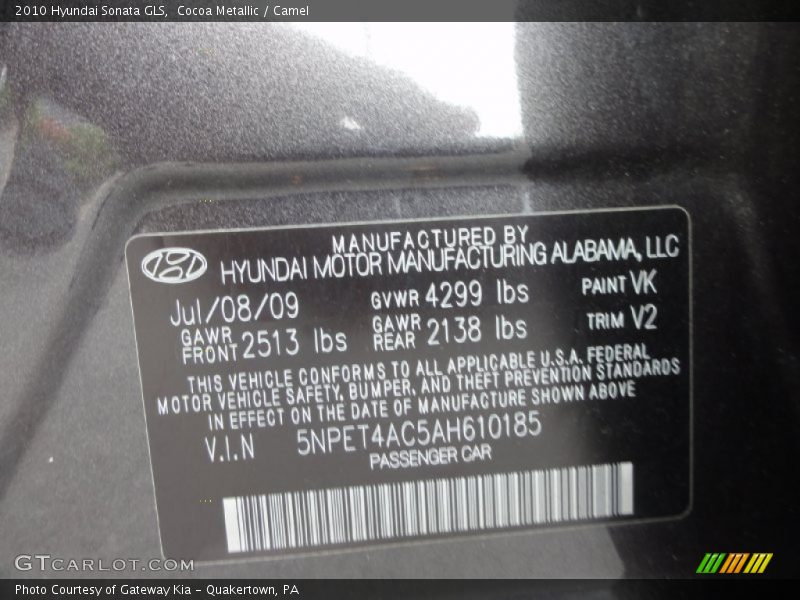 2010 Hyundai Sonata GLS, Cocoa Metallic / Camel
MANUFACTURED BY
HYUNDAI MOTOR MANUFACTURING ALABAMA, LLC
Jul/08/09 GVWR 4299 lbs PAINT VK
GAWR FRONT 2513 lbs GAWR REAR 2138 lbs TRIM V2
THIS VEHICLE CONFORMS TO ALL APPLICABLE U.S.A. FEDERAL
MOTOR VEHICLE SAFETY, BUMPER, AND THEFT PREVENTION STANDARDS
IN EFFECT ON THE DATE OF MANUFACTURE SHOWN ABOVE
V.I.N 5NPET4AC5AH610185
PASSENGER CAR
GTCARLOT.COM
Photo Courtesy of Gateway Kia - Quakertown, PA